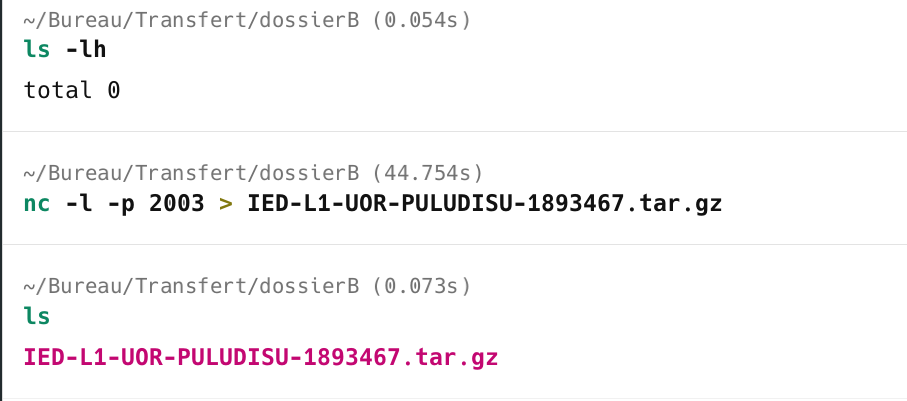 ~/Bureau/Transfert/dossierB (0.054s)
ls -lh
total 0
~/Bureau/Transfert/dossierB (44.754s)
nc -l -p 2003 > IED-L1-UOR-PULUDISU-1893467.tar.gz
~/Bureau/Transfert/dossierB (0.073s)
ls
IED-L1-UOR-PULUDISU-1893467.tar.gz